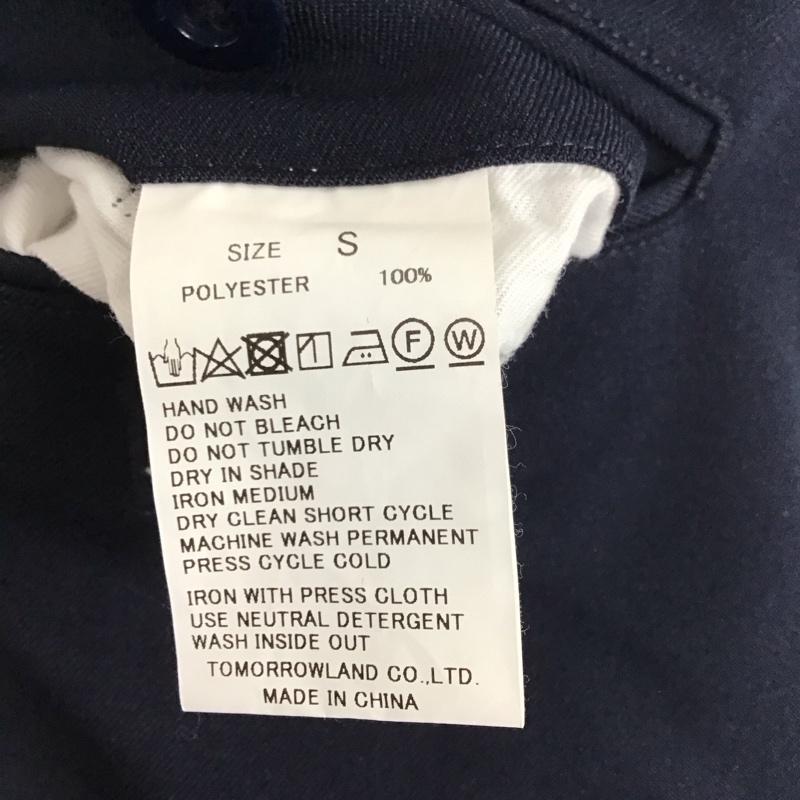 SIZE S
POLYESTER 100%
F W
HAND WASH
DO NOT BLEACH
DO NOT TUMBLE DRY
DRY IN SHADE
IRON MEDIUM
DRY CLEAN SHORT CYCLE
MACHINE WASH PERMANENT
PRESS CYCLE COLD
IRON WITH PRESS CLOTH
USE NEUTRAL DETERGENT
WASH INSIDE OUT
TOMORROWLAND CO.,LTD.
MADE IN CHINA